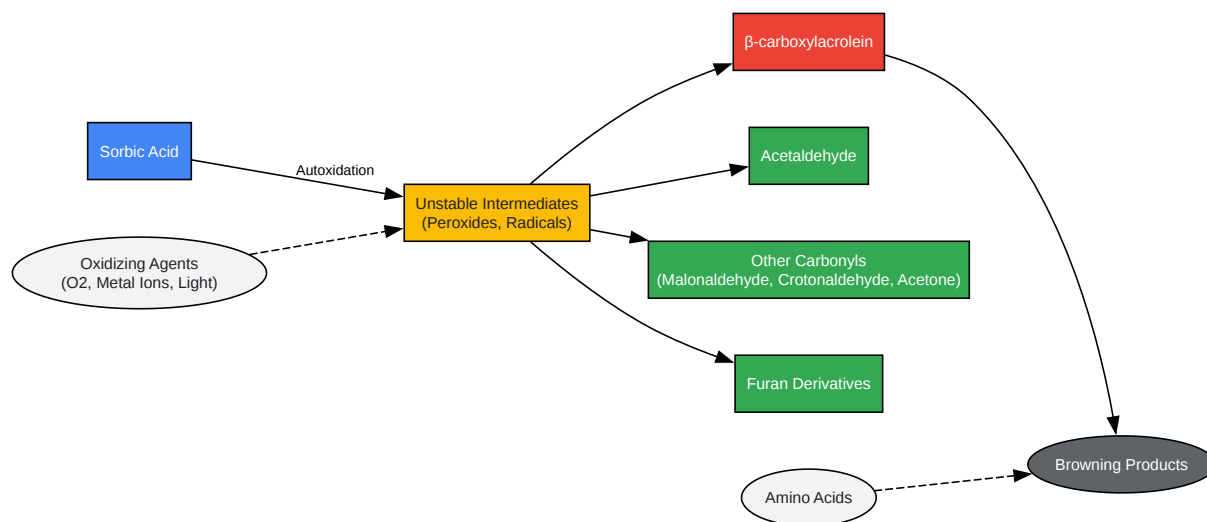 β-carboxylacrolein
Sorbic Acid
Autoxidation
Acetaldehyde
Unstable Intermediates
(Peroxides, Radicals)
Oxidizing Agents
(O2, Metal Ions, Light)
Other Carbonyls
(Malonaldehyde, Crotonaldehyde, Acetone)
Furan Derivatives
Browning Products
Amino Acids